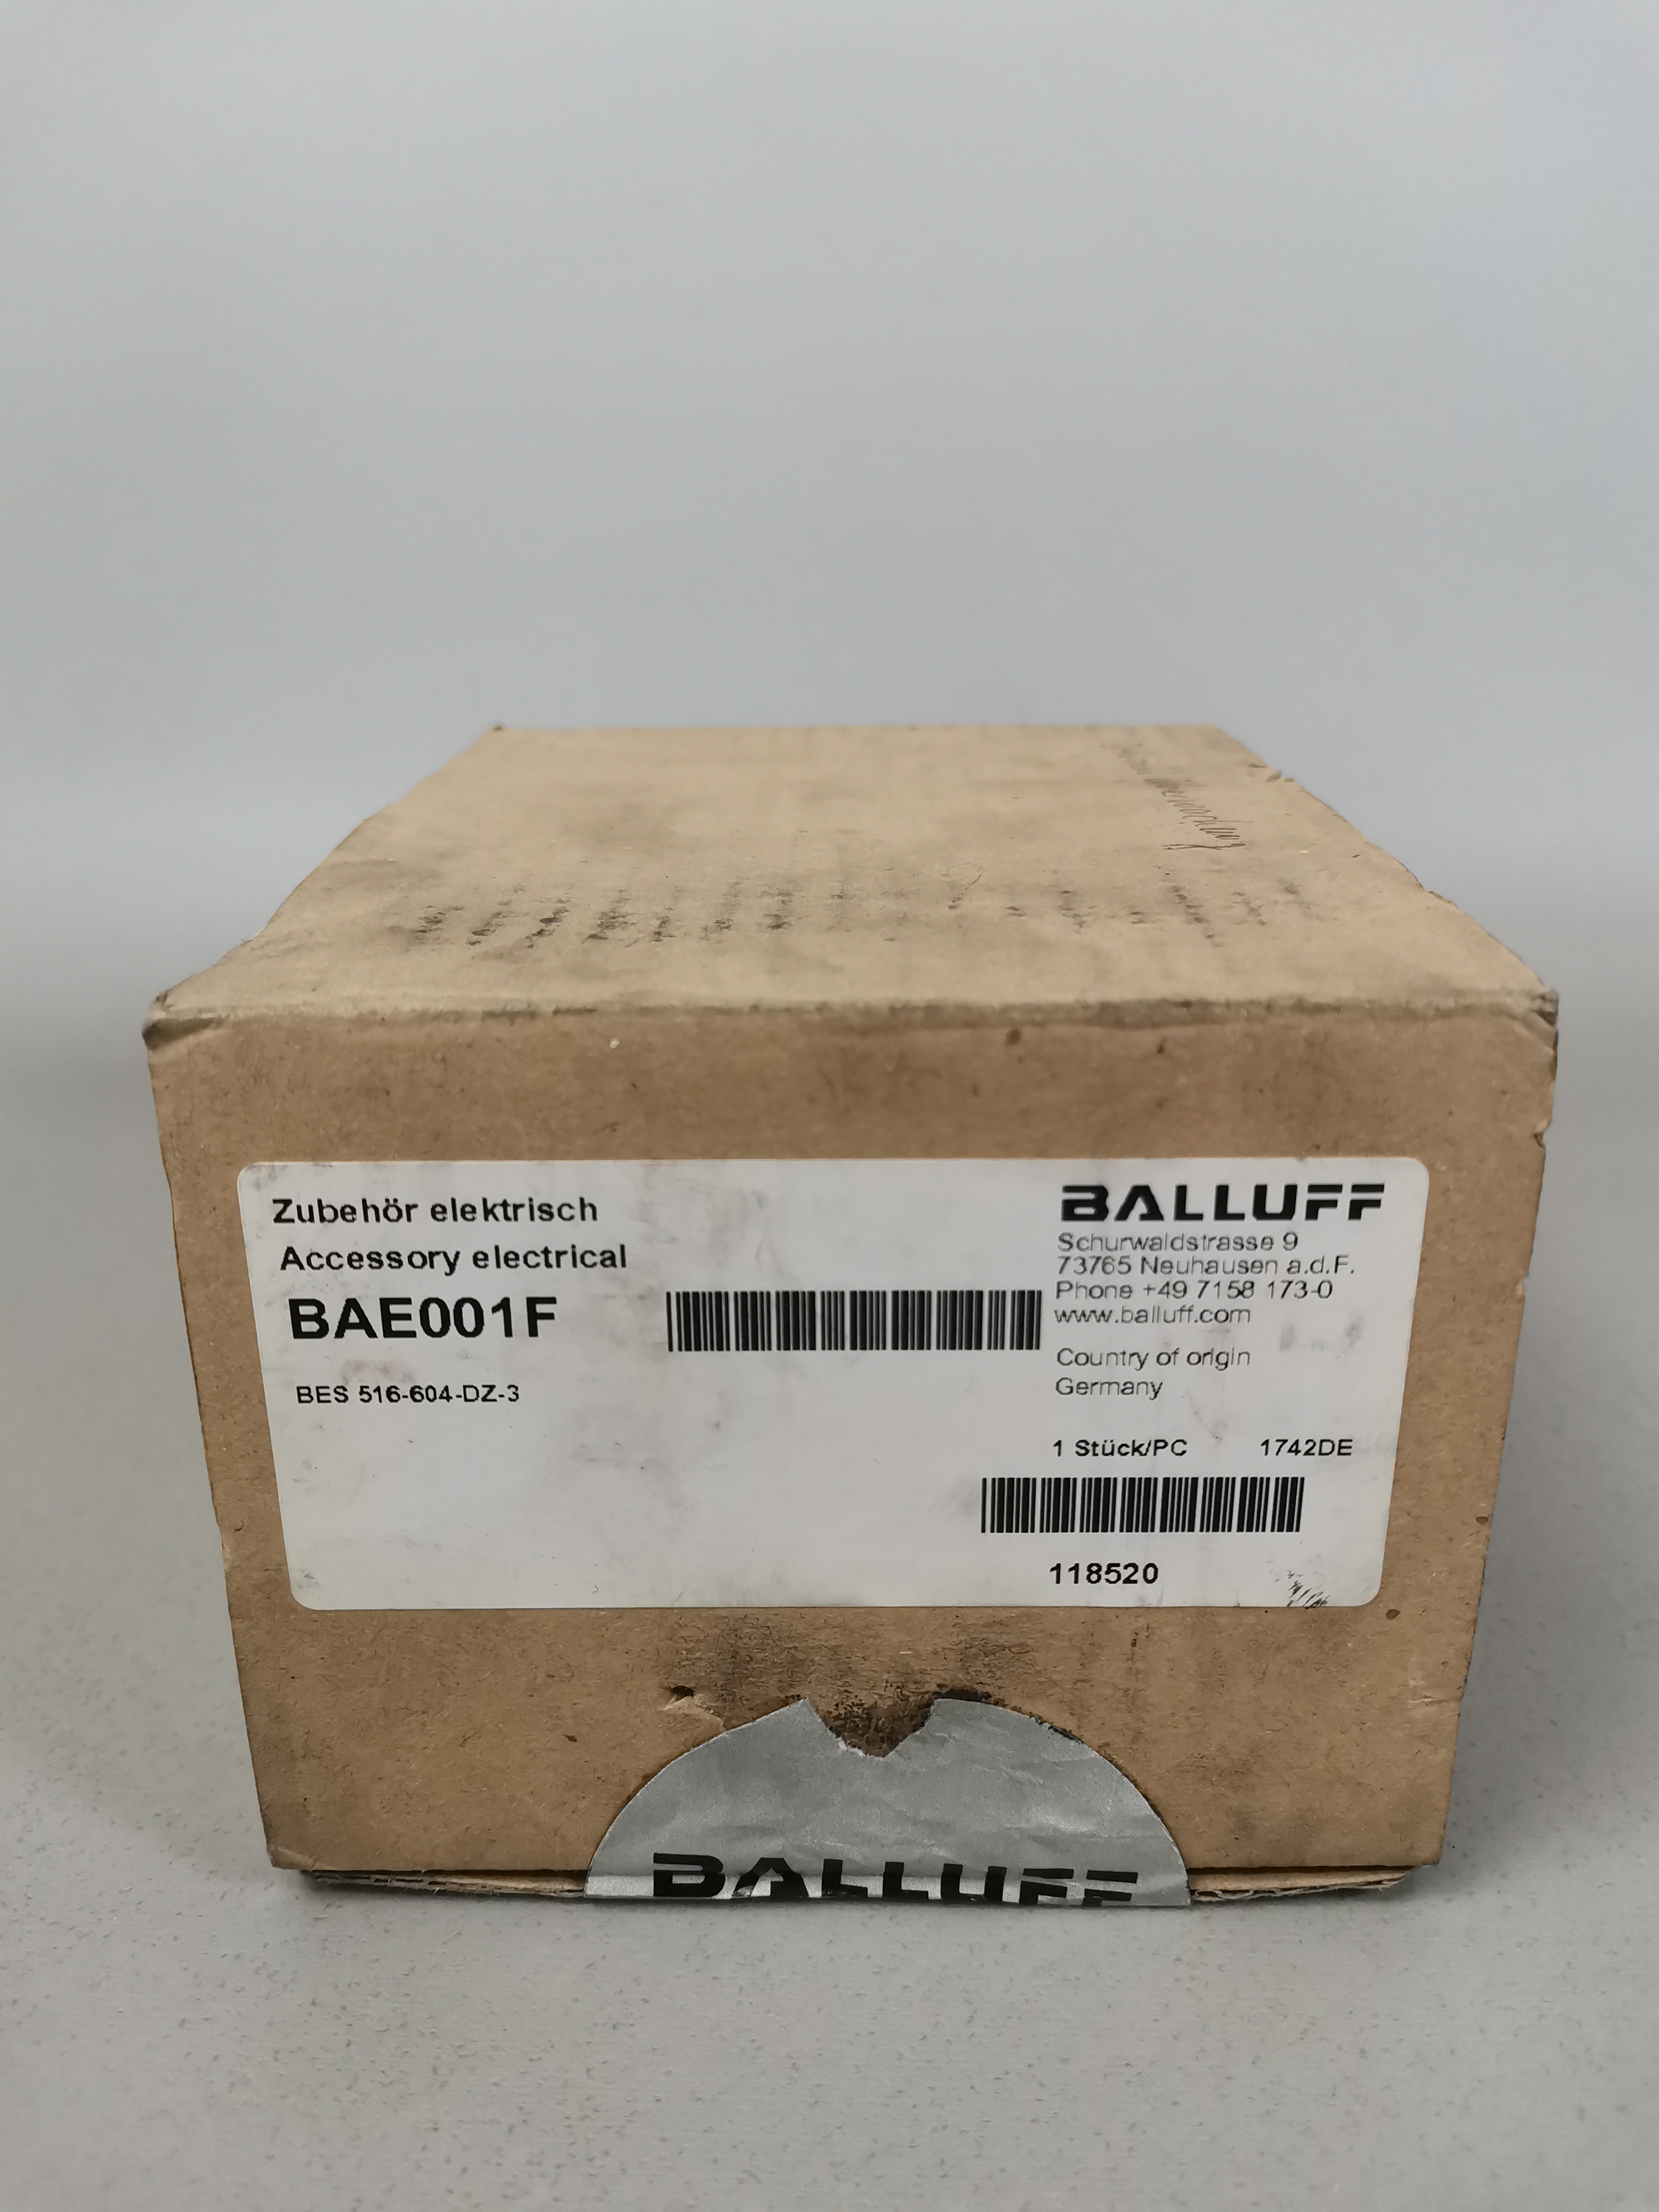 Zubehör elektrisch
Accessory electrical
BAE001F
BES 516-604-DZ-3
BALLUFF
Schurwaldstrasse 9
73765 Neuhausen a.d.F.
Phone +49 7158 173-0
www.balluff.com
Country of origin
Germany
1 Stück/PC 1742DE
118520
BALLUFF